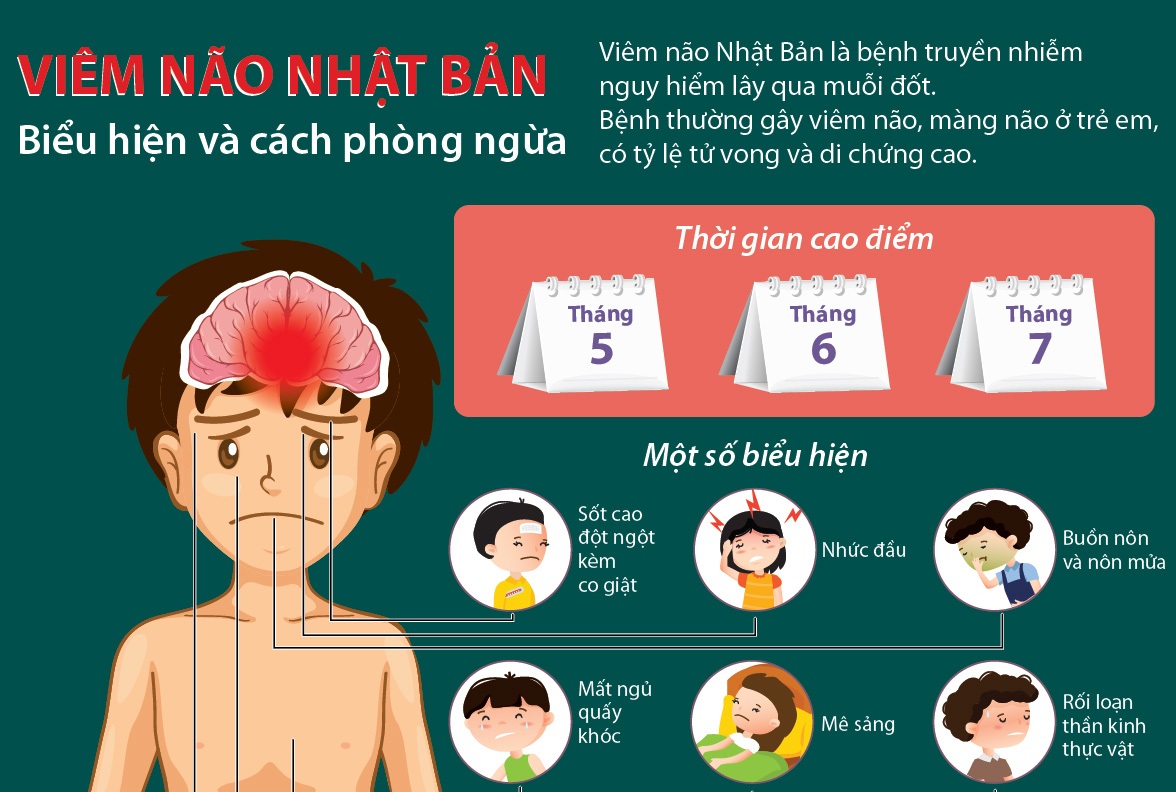 VIÊM NÃO NHẬT BẢN
Biểu hiện và cách phòng ngừa
Viêm não Nhật Bản là bệnh truyền nhiễm
nguy hiểm lây qua muỗi đốt.
Bệnh thường gây viêm não, màng não ở trẻ em,
có tỷ lệ tử vong và di chứng cao.
Thời gian cao điểm
Tháng
5
Tháng
6
Tháng
7
Một số biểu hiện
Sốt cao
đột ngột
kèm
co giật
Nhức đầu
Buồn nôn
và nôn mửa
Mất ngủ
quấy
khóc
Mê sảng
Rối loạn
thần kinh
thực vật